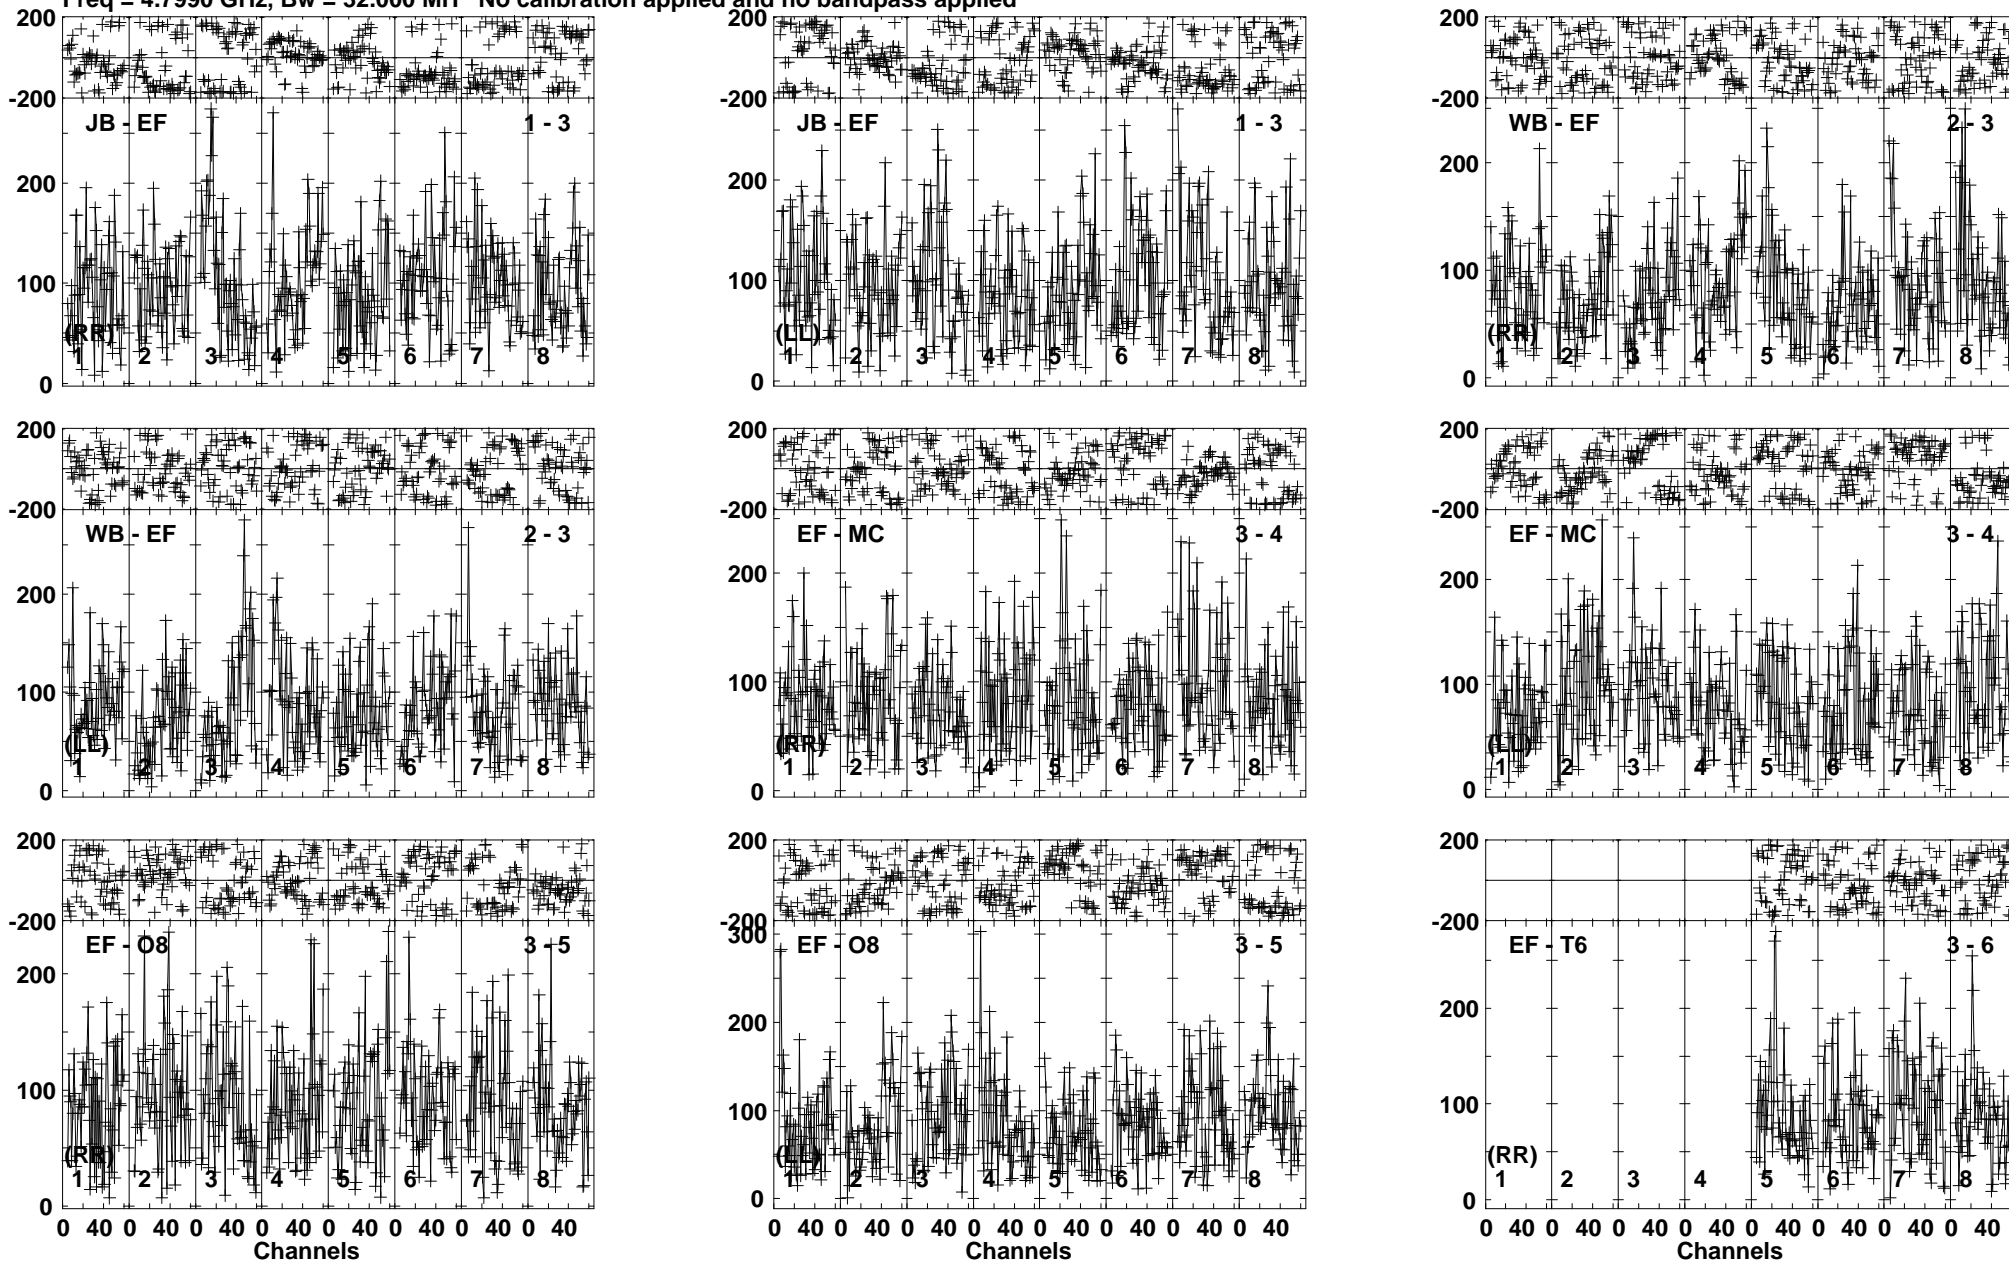 Freq = 4.7990 GHz, Bw = 32.000 MH No calibration applied and no bandpass applied
200 200 200
-200 -200 -200
JB - EF 1 - 3 JB - EF 1 - 3 WB - EF 2 - 3
200 200 200
100 100 100
(RR) (LL) (RR)
1 2 3 4 5 6 7 8 1 2 3 4 5 6 7 8 1 2 3 4 5 6 7 8
0 0 0
200 200 200
-200 -200 -200
WB - EF 2 - 3 EF - MC 3 - 4 EF - MC 3 - 4
200 200 200
100 100 100
(LL) (RR) (LL)
1 2 3 4 5 6 7 8 1 2 3 4 5 6 7 8 1 2 3 4 5 6 7 8
0 0 0
200 200 200
-200 -200 -200
300
EF - O8 3 - 5 EF - O8 3 - 5 EF - T6 3 - 6
200 200 200
100 100 100
(RR) (LL) (RR)
1 2 3 4 5 6 7 8 1 2 3 4 5 6 7 8 1 2 3 4 5 6 7 8
0 0 0
0 40 0 40 0 40 0 40 0 40 0 40 0 40 0 40 0 40 0 40 0 40 0 40 0 40 0 40 0 40 0 40 0 40 0 40 0 40 0 40 0 40 0 40 0 40 0 40
Channels Channels Channels